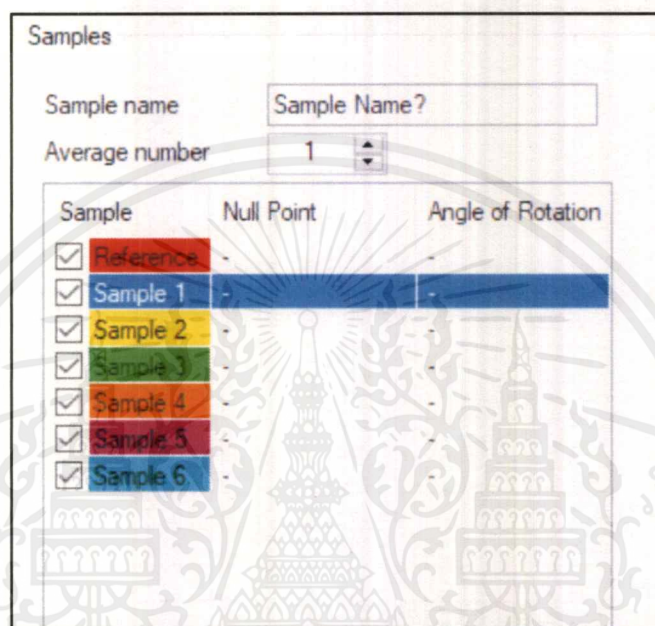 Samples
Sample name Sample Name?
Average number 1
Sample Null Point Angle of Rotation
Reference - -
Sample 1 - -
Sample 2 - -
Sample 3 - -
Sample 4 - -
Sample 5 - -
Sample 6 - -